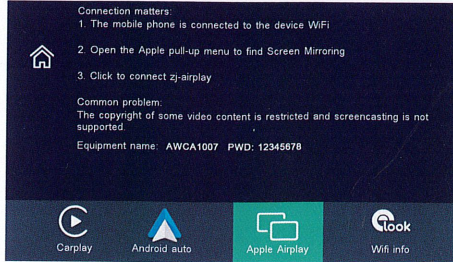 Connection matters:
1. The mobile phone is connected to the device WiFi
2. Open the Apple pull-up menu to find Screen Mirroring
3. Click to connect zj-airplay
Common problem:
The copyright of some video content is restricted and screencasting is not
supported.
Equipment name: AWCA1007 PWD: 12345678
Carplay
Android auto
Apple Airplay
Qlook
Wifi info